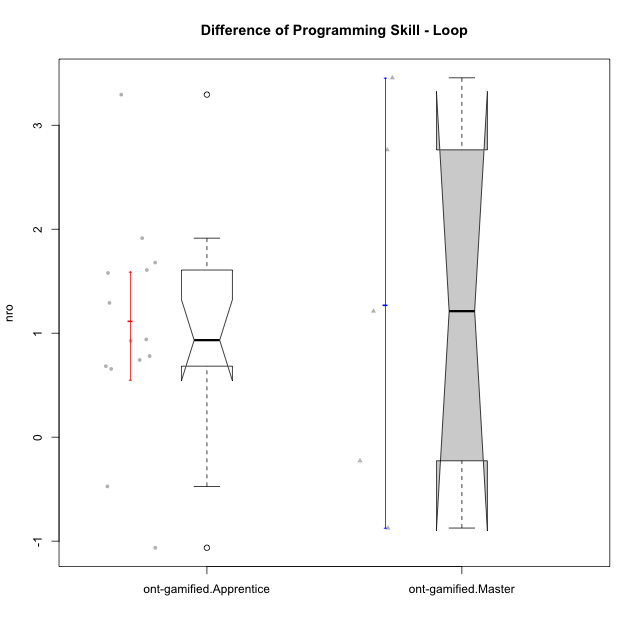 Difference of Programming Skill - Loop
nro
3
2
1
0
-1
ont-gamified.Apprentice
ont-gamified.Master